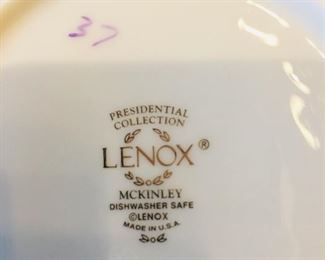 37
PRESIDENTIAL
COLLECTION
LENOX®
MCKINLEY
DISHWASHER SAFE
©LENOX
MADE IN U.S.A.